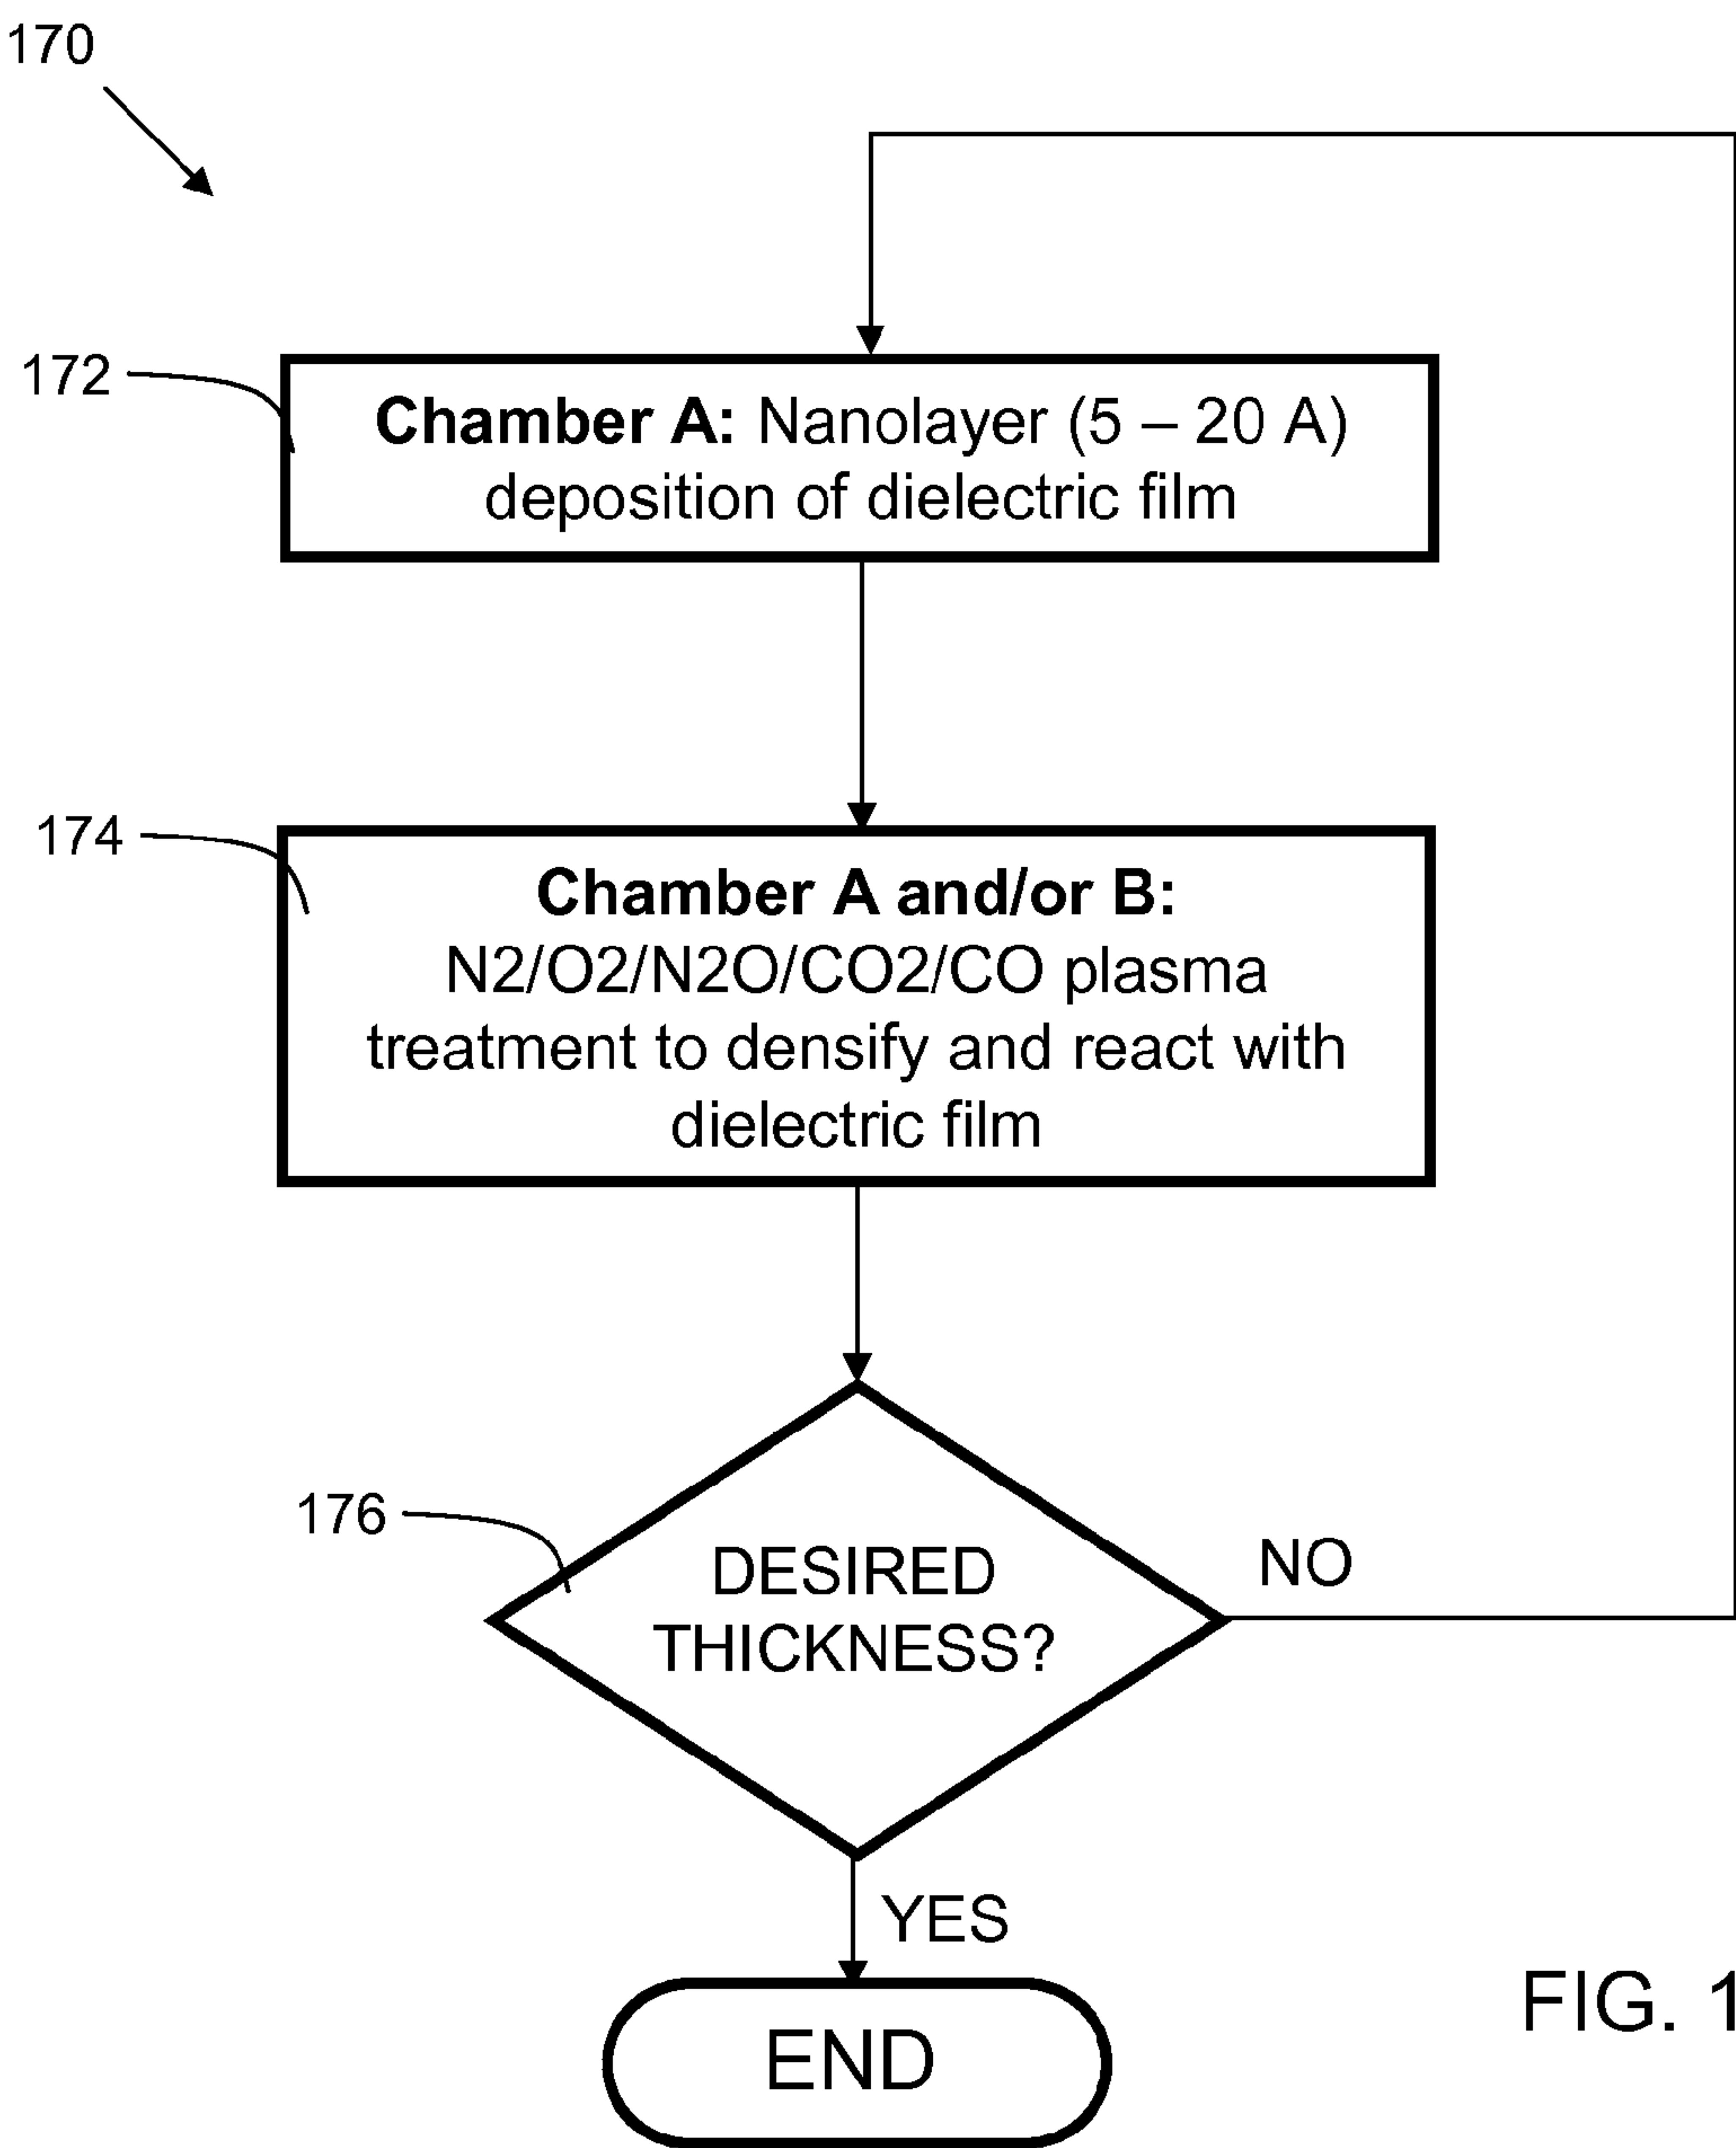 170
172
Chamber A: Nanolayer (5 – 20 A)
deposition of dielectric film
174
Chamber A and/or B:
N2/O2/N2O/CO2/CO plasma
treatment to densify and react with
dielectric film
176
DESIRED
THICKNESS?
NO
YES
FIG. 1
END